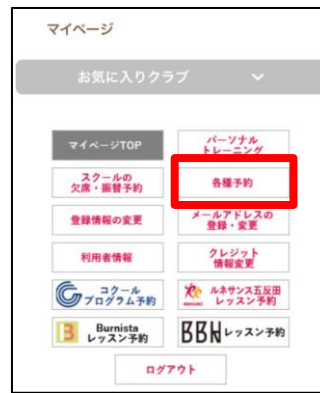 マイページ
お気に入りクラブ
マイページTOP
パーソナル
トレーニング
スクールの
欠席・振替予約
各種予約
登録情報の変更
メールアドレスの
登録・変更
利用者情報
クレジット
情報変更
コクール
プログラム予約
ルネサンス五反田
レッスン予約
Burnista
レッスン予約
BBW レッスン予約
ログアウト